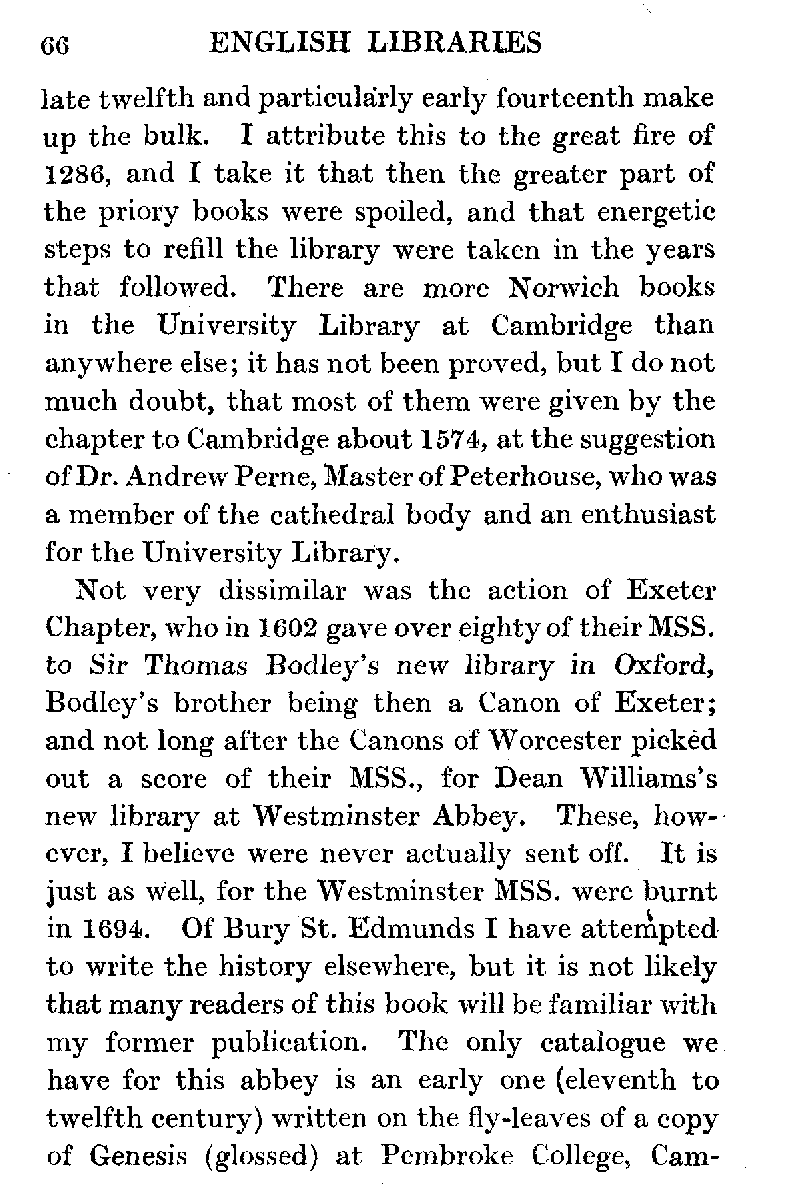 66 ENGLISH LIBRARIES
late twelfth and particularly early fourteenth make
up the bulk. I attribute this to the great fire of
1286, and I take it that then the greater part of
the priory books were spoiled, and that energetic
steps to refill the library were taken in the years
that followed. There are more Norwich books
in the University Library at Cambridge than
anywhere else; it has not been proved, but I do not
much doubt, that most of them were given by the
chapter to Cambridge about 1574, at the suggestion
of Dr. Andrew Perne, Master of Peterhouse, who was
a member of the cathedral body and an enthusiast
for the University Library.
Not very dissimilar was the action of Exeter
Chapter, who in 1602 gave over eighty of their MSS.
to Sir Thomas Bodley's new library in Oxford,
Bodley's brother being then a Canon of Exeter;
and not long after the Canons of Worcester picked
out a score of their MSS., for Dean Williams's
new library at Westminster Abbey. These, how-
ever, I believe were never actually sent off. It is
just as well, for the Westminster MSS. were burnt
in 1694. Of Bury St. Edmunds I have attempted
to write the history elsewhere, but it is not likely
that many readers of this book will be familiar with
my former publication. The only catalogue we
have for this abbey is an early one (eleventh to
twelfth century) written on the fly-leaves of a copy
of Genesis (glossed) at Pembroke College, Cam-